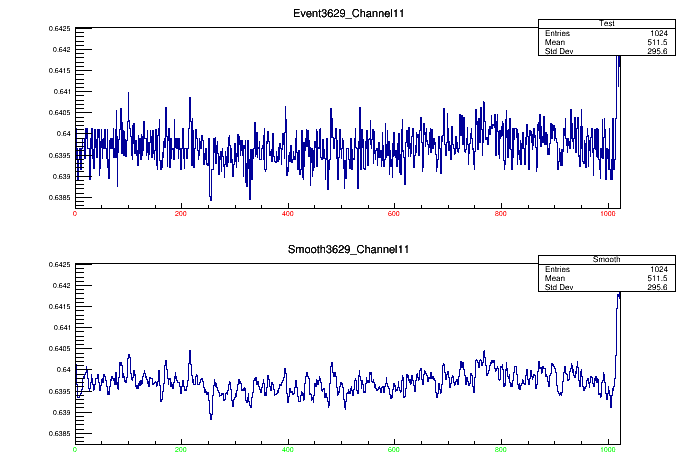 Event3629_Channel11
Test
Entries 1024
Mean 511.5
Std Dev 295.6
0.6425
0.642
0.6415
0.641
0.6405
0.64
0.6395
0.639
0.6385
0 200 400 600 800 1000
Smooth3629_Channel11
Smooth
Entries 1024
Mean 511.5
Std Dev 295.6
0.6425
0.642
0.6415
0.641
0.6405
0.64
0.6395
0.639
0.6385
0 200 400 600 800 1000